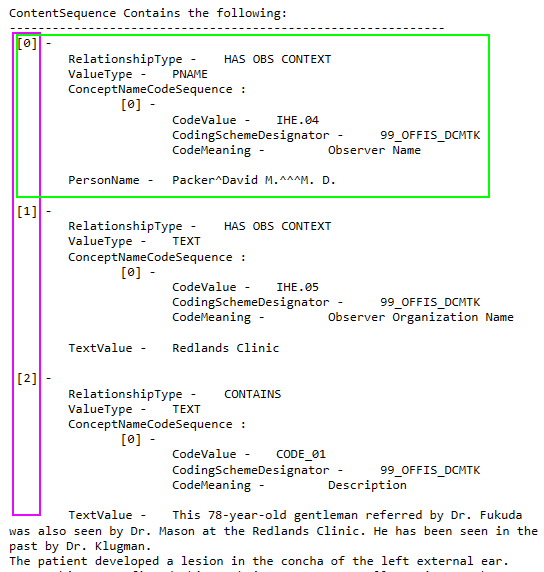 ContentSequence Contains the following:
--------------------------------------------------------------
[0] -
RelationshipType - HAS OBS CONTEXT
ValueType - PNAME
ConceptNameCodeSequence :
[0] -
CodeValue - IHE.04
CodingSchemeDesignator - 99_OFFIS_DCMTK
CodeMeaning - Observer Name
PersonName - Packer^David M.^^^M. D.
[1] -
RelationshipType - HAS OBS CONTEXT
ValueType - TEXT
ConceptNameCodeSequence :
[0] -
CodeValue - IHE.05
CodingSchemeDesignator - 99_OFFIS_DCMTK
CodeMeaning - Observer Organization Name
TextValue - Redlands Clinic
[2] -
RelationshipType - CONTAINS
ValueType - TEXT
ConceptNameCodeSequence :
[0] -
CodeValue - CODE_01
CodingSchemeDesignator - 99_OFFIS_DCMTK
CodeMeaning - Description
TextValue - This 78-year-old gentleman referred by Dr. Fukuda
was also seen by Dr. Mason at the Redlands Clinic. He has been seen in the
past by Dr. Klugman.
The patient developed a lesion in the concha of the left external ear.